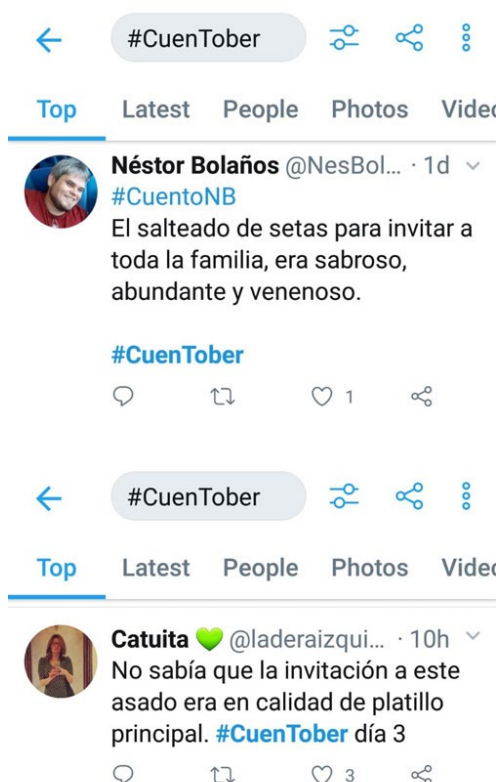 #CuenTober
Top Latest People Photos Videc
Néstor Bolaños @NesBol... · 1d
#CuentoNB
El salteado de setas para invitar a
toda la familia, era sabroso,
abundante y venenoso.
#CuenTober
1
#CuenTober
Top Latest People Photos Videc
Catuita 💚 @laderaizqui... · 10h
No sabía que la invitación a este
asado era en calidad de platillo
principal. #CuenTober día 3
3